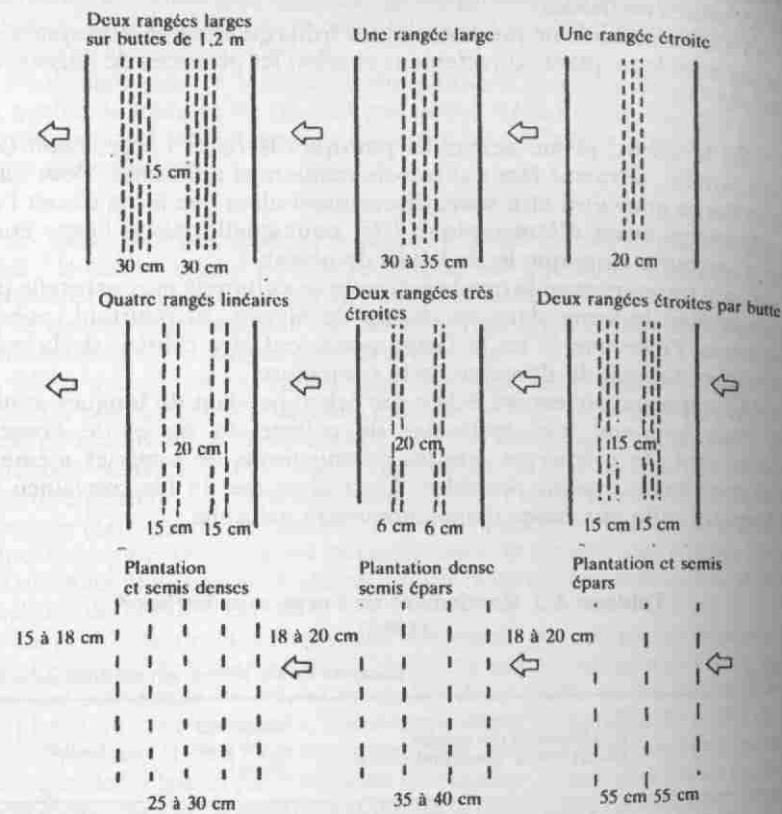 Deux rangées larges
sur buttes de 1,2 m
Une rangée large
Une rangée étroite
15 cm
30 cm 30 cm
30 à 35 cm
20 cm
Quatre rangés linéaires
Deux rangées très
étroites
Deux rangées étroites par butte
20 cm
20 cm
15 cm
15 cm 15 cm
6 cm 6 cm
15 cm 15 cm
Plantation
et semis denses
Plantation dense
semis épars
Plantation et semis
épars
15 à 18 cm
18 à 20 cm
18 à 20 cm
25 à 30 cm
35 à 40 cm
55 cm 55 cm